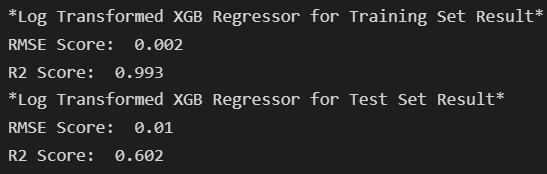 *Log Transformed XGB Regressor for Training Set Result*
RMSE Score:  0.002
R2 Score:  0.993
*Log Transformed XGB Regressor for Test Set Result*
RMSE Score:  0.01
R2 Score:  0.602